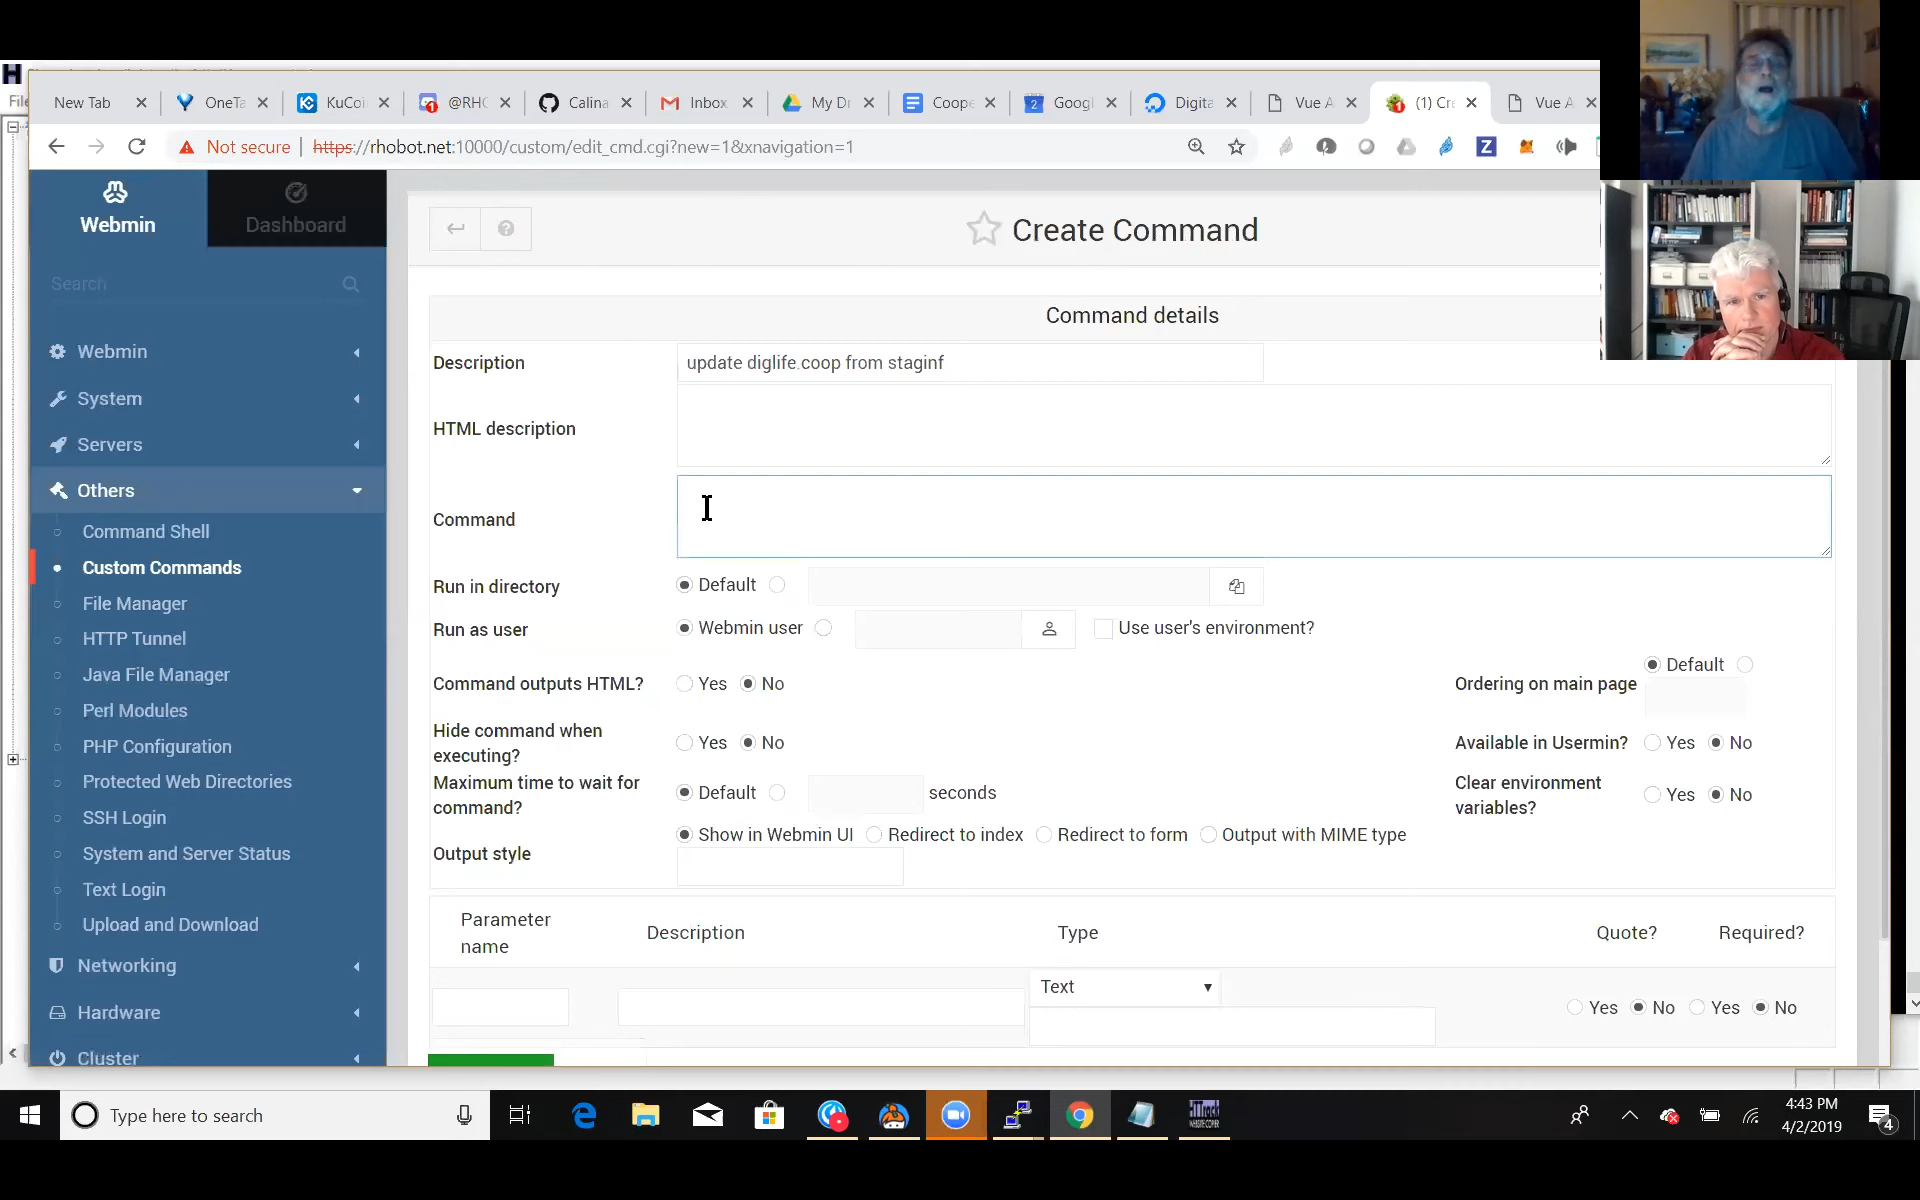 H
File
New Tab
OneTa
KuCoi
@RHC
Calina
Inbox
My Dr
Coope
2
Googl
Digita
Vue A
(1) Cre
Vue A
Not secure
https://rhobot.net:10000/custom/edit_cmd.cgi?new=1&xnavigation=1
Z
Webmin
Dashboard
Search
Webmin
System
Servers
Others
Command Shell
Custom Commands
File Manager
HTTP Tunnel
Java File Manager
Perl Modules
PHP Configuration
Protected Web Directories
SSH Login
System and Server Status
Text Login
Upload and Download
Networking
Hardware
Cluster
Create Command
Command details
Description
update diglife.coop from staginf
HTML description
Command
Run in directory
Default
Run as user
Webmin user
Use user's environment?
Command outputs HTML?
Yes
No
Ordering on main page
Default
Hide command when
executing?
Yes
No
Available in Usermin?
Yes
No
Maximum time to wait for
command?
Default
seconds
Clear environment
variables?
Yes
No
Output style
Show in Webmin UI
Redirect to index
Redirect to form
Output with MIME type
Parameter
name
Description
Type
Quote?
Required?
Text
Yes
No
Yes
No
Type here to search
HTTrack
WEBSITE COPIER
4:43 PM
4/2/2019
4